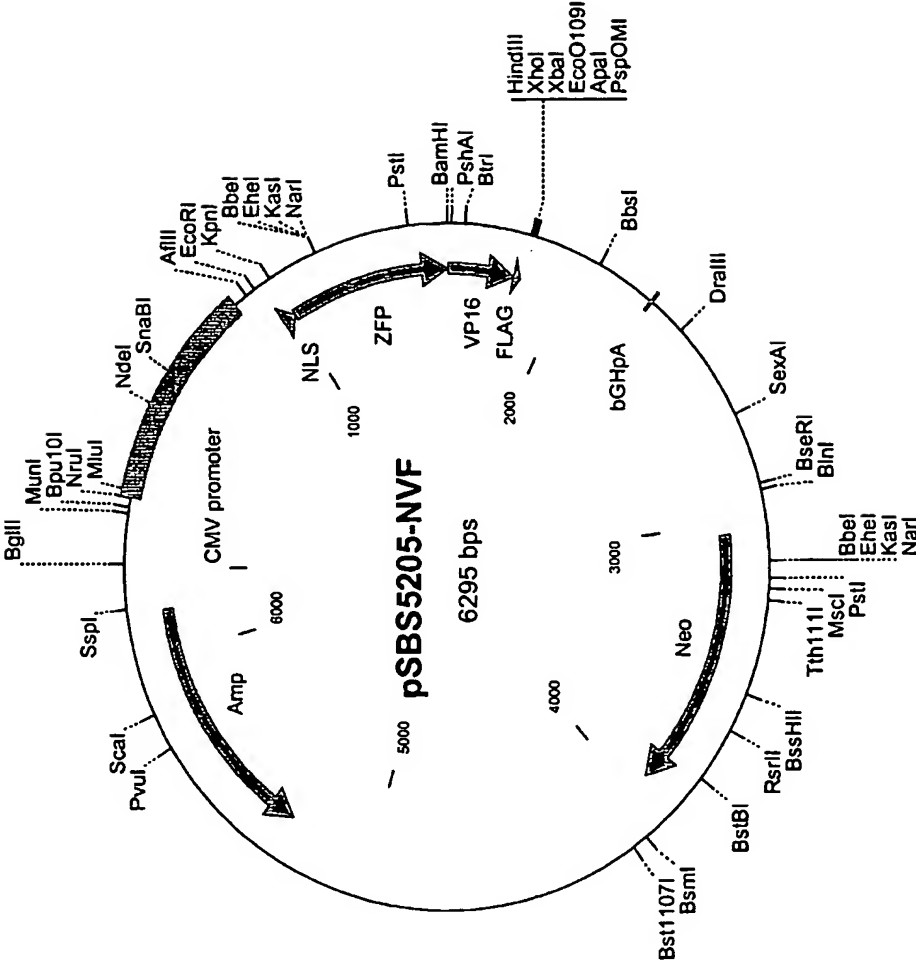 BglII
MunI
Bpu10I
NruI
MluI
NdeI
SnaBI
AflII
EcoRI
KpnI
BbeI
EheI
KasI
NarI
PstI
BamHI
PshAI
BtrI
HindIII
XhoI
XbaI
EcoO109I
ApaI
PspOMI
BbsI
DraIII
SexAI
BseRI
BlnI
BbeI
EheI
KasI
NarI
PstI
MscI
Tth111I
BssHII
RsrII
BstBI
BsmI
Bst1107I
PvuI
ScaI
SspI
CMV promoter
NLS
ZFP
VP16
FLAG
bGHpA
Neo
Amp
1000
2000
3000
4000
5000
6000
pSBS5205-NVF
6295 bps